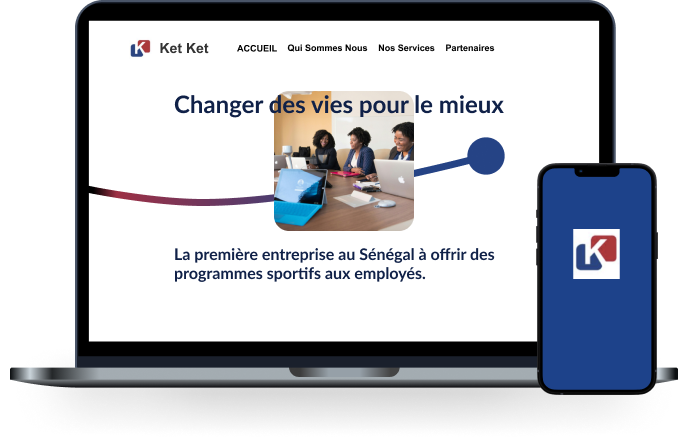 Ket Ket
ACCUEIL Qui Sommes Nous Nos Services Partenaires
Changer des vies pour le mieux
La première entreprise au Sénégal à offrir des
programmes sportifs aux employés.